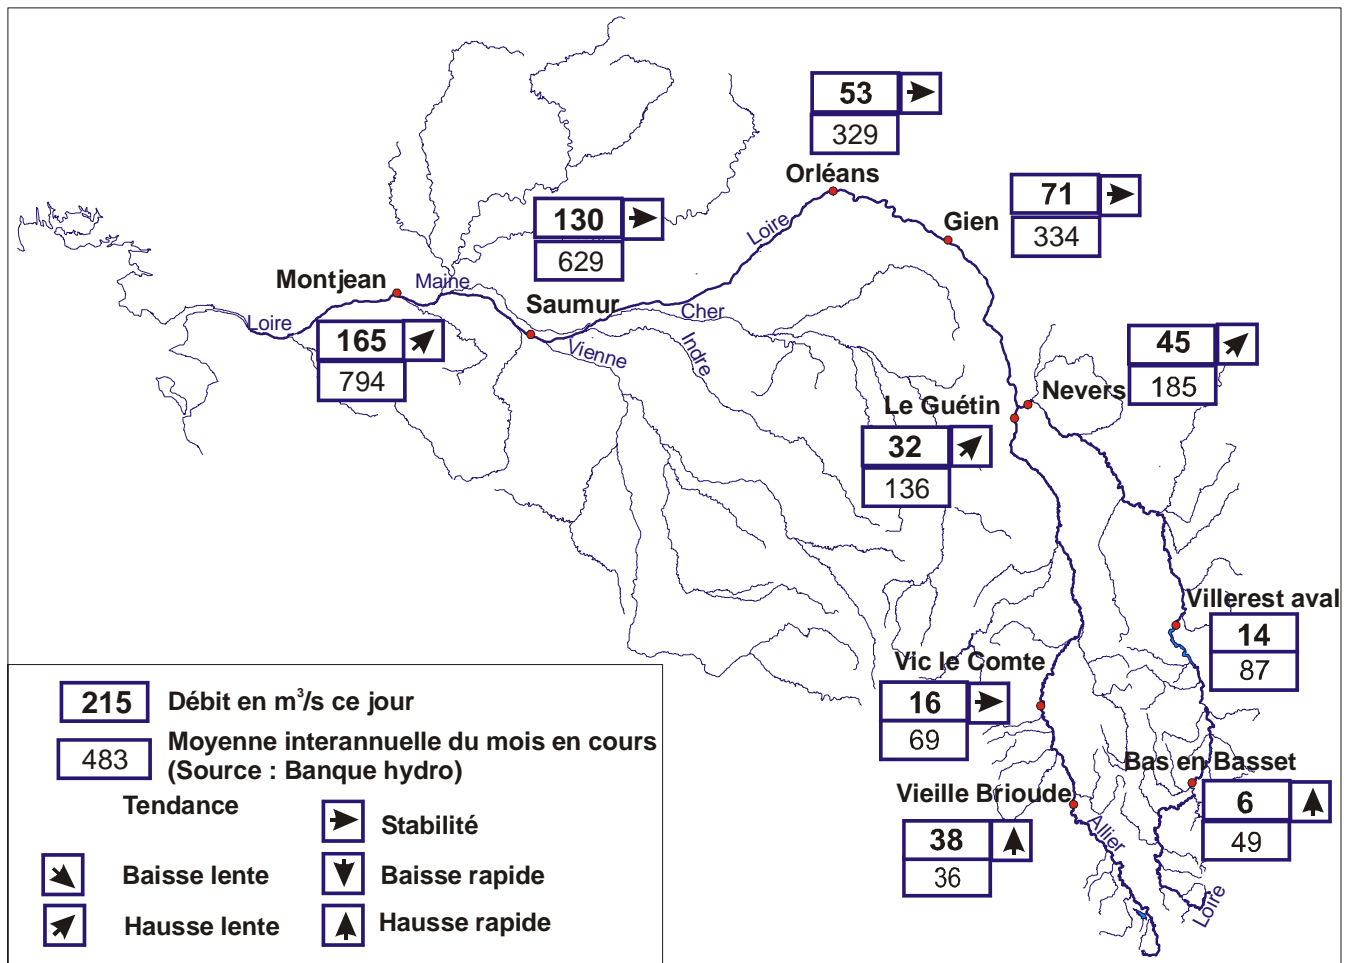 53
329
Orléans
71
334
Gien
Loire
130
629
Montjean
Maine
Saumur
Loire
165
794
Cher
Vienne
Indre
45
185
Nevers
Le Guétin
32
136
Villerest aval
14
87
Vic le Comte
16
69
Bas en Basset
6
49
Vieille Brioude
38
36
Allier
Loire
215 Débit en m³/s ce jour
483 Moyenne interannuelle du mois en cours
(Source : Banque hydro)
Tendance
Stabilité
Baisse lente
Baisse rapide
Hausse lente
Hausse rapide